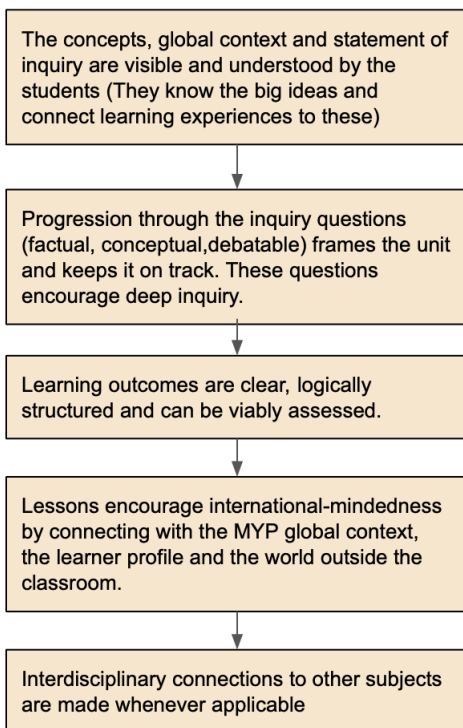 The concepts, global context and statement of
inquiry are visible and understood by the
students (They know the big ideas and
connect learning experiences to these)
Progression through the inquiry questions
(factual, conceptual,debatable) frames the unit
and keeps it on track. These questions
encourage deep inquiry.
Learning outcomes are clear, logically
structured and can be viably assessed.
Lessons encourage international-mindedness
by connecting with the MYP global context,
the learner profile and the world outside the
classroom.
Interdisciplinary connections to other subjects
are made whenever applicable